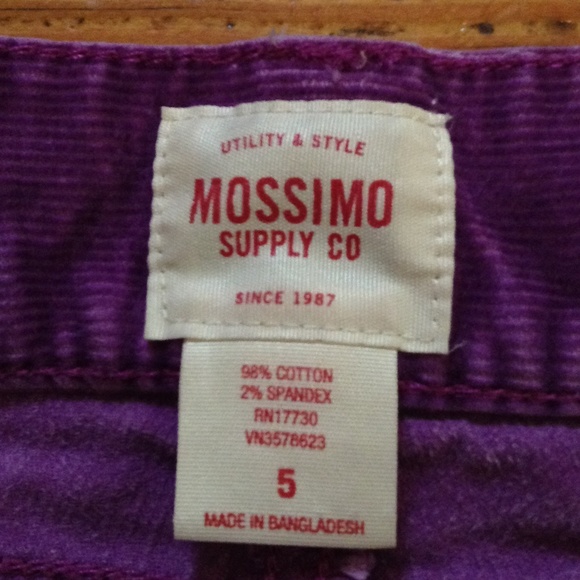 UTILITY & STYLE
MOSSIMO
SUPPLY CO
SINCE 1987
98% COTTON
2% SPANDEX
RN17730
VN3578623
5
MADE IN BANGLADESH